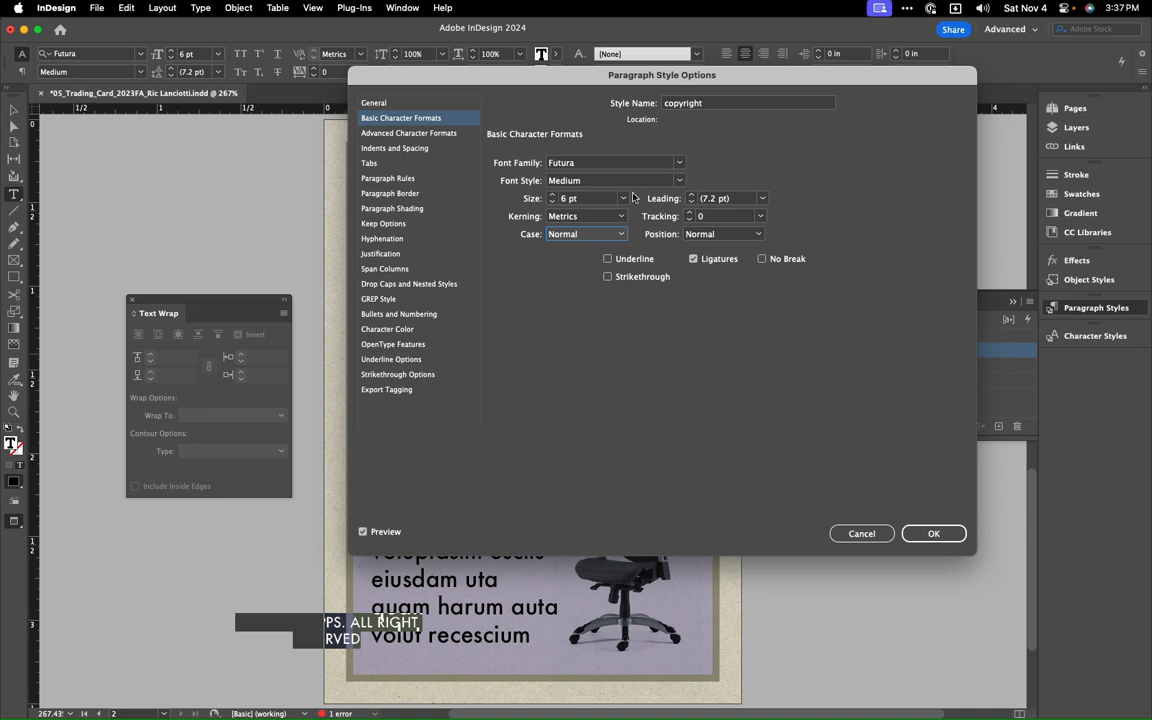 InDesign File Edit Layout Type Object Table View Plug-Ins Window Help Sat Nov 4 3:37PM
Adobe InDesign 2024
Share Advanced Adobe Stock
A Futura 6 pt Metrics 100% 100% [None] 0 in 0 in
Medium (7.2 pt) 0
*05_Trading_Card_2023FA_Ric Lanciotti.indd @ 267%
Paragraph Style Options
General
Basic Character Formats
Advanced Character Formats
Indents and Spacing
Tabs
Paragraph Rules
Paragraph Border
Paragraph Shading
Keep Options
Hyphenation
Justification
Span Columns
Drop Caps and Nested Styles
GREP Style
Bullets and Numbering
Character Color
OpenType Features
Underline Options
Strikethrough Options
Export Tagging
Style Name: copyright
Location:
Basic Character Formats
Font Family: Futura
Font Style: Medium
Size: 6 pt Leading: (7.2 pt)
Kerning: Metrics Tracking: 0
Case: Normal Position: Normal
Underline Ligatures No Break
Strikethrough
Preview
Cancel OK
Text Wrap
Invert
Wrap Options:
Wrap To:
Contour Options:
Type:
Include Inside Edges
Pages
Layers
Links
Stroke
Swatches
Gradient
CC Libraries
Effects
Object Styles
Paragraph Styles
Character Styles
eiusdam uta
quam harum auta
volut recescium
PS. ALL RIGHT
RVED
267.43 2 [Basic] (working) 1 error